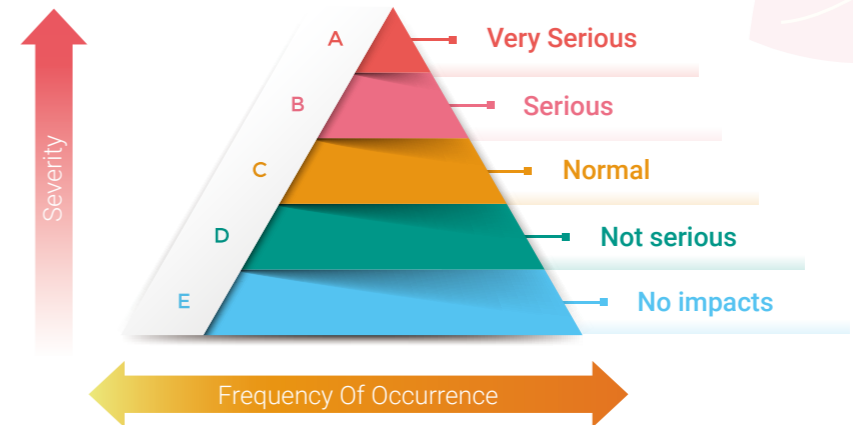 A
Very Serious
B
Serious
C
Normal
D
Not serious
E
No impacts
Severity
Frequency Of Occurrence